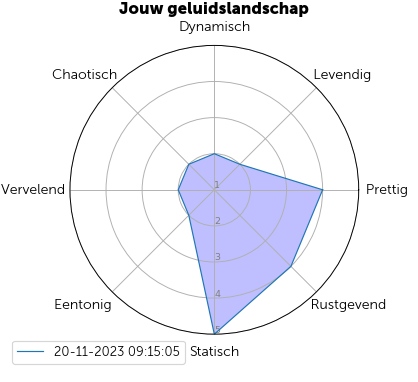 Jouw geluidslandschap
Dynamisch
Chaotisch
Levendig
Vervelend
1
Prettig
2
3
4
Eentonig
Rustgevend
5
20-11-2023 09:15:05
Statisch